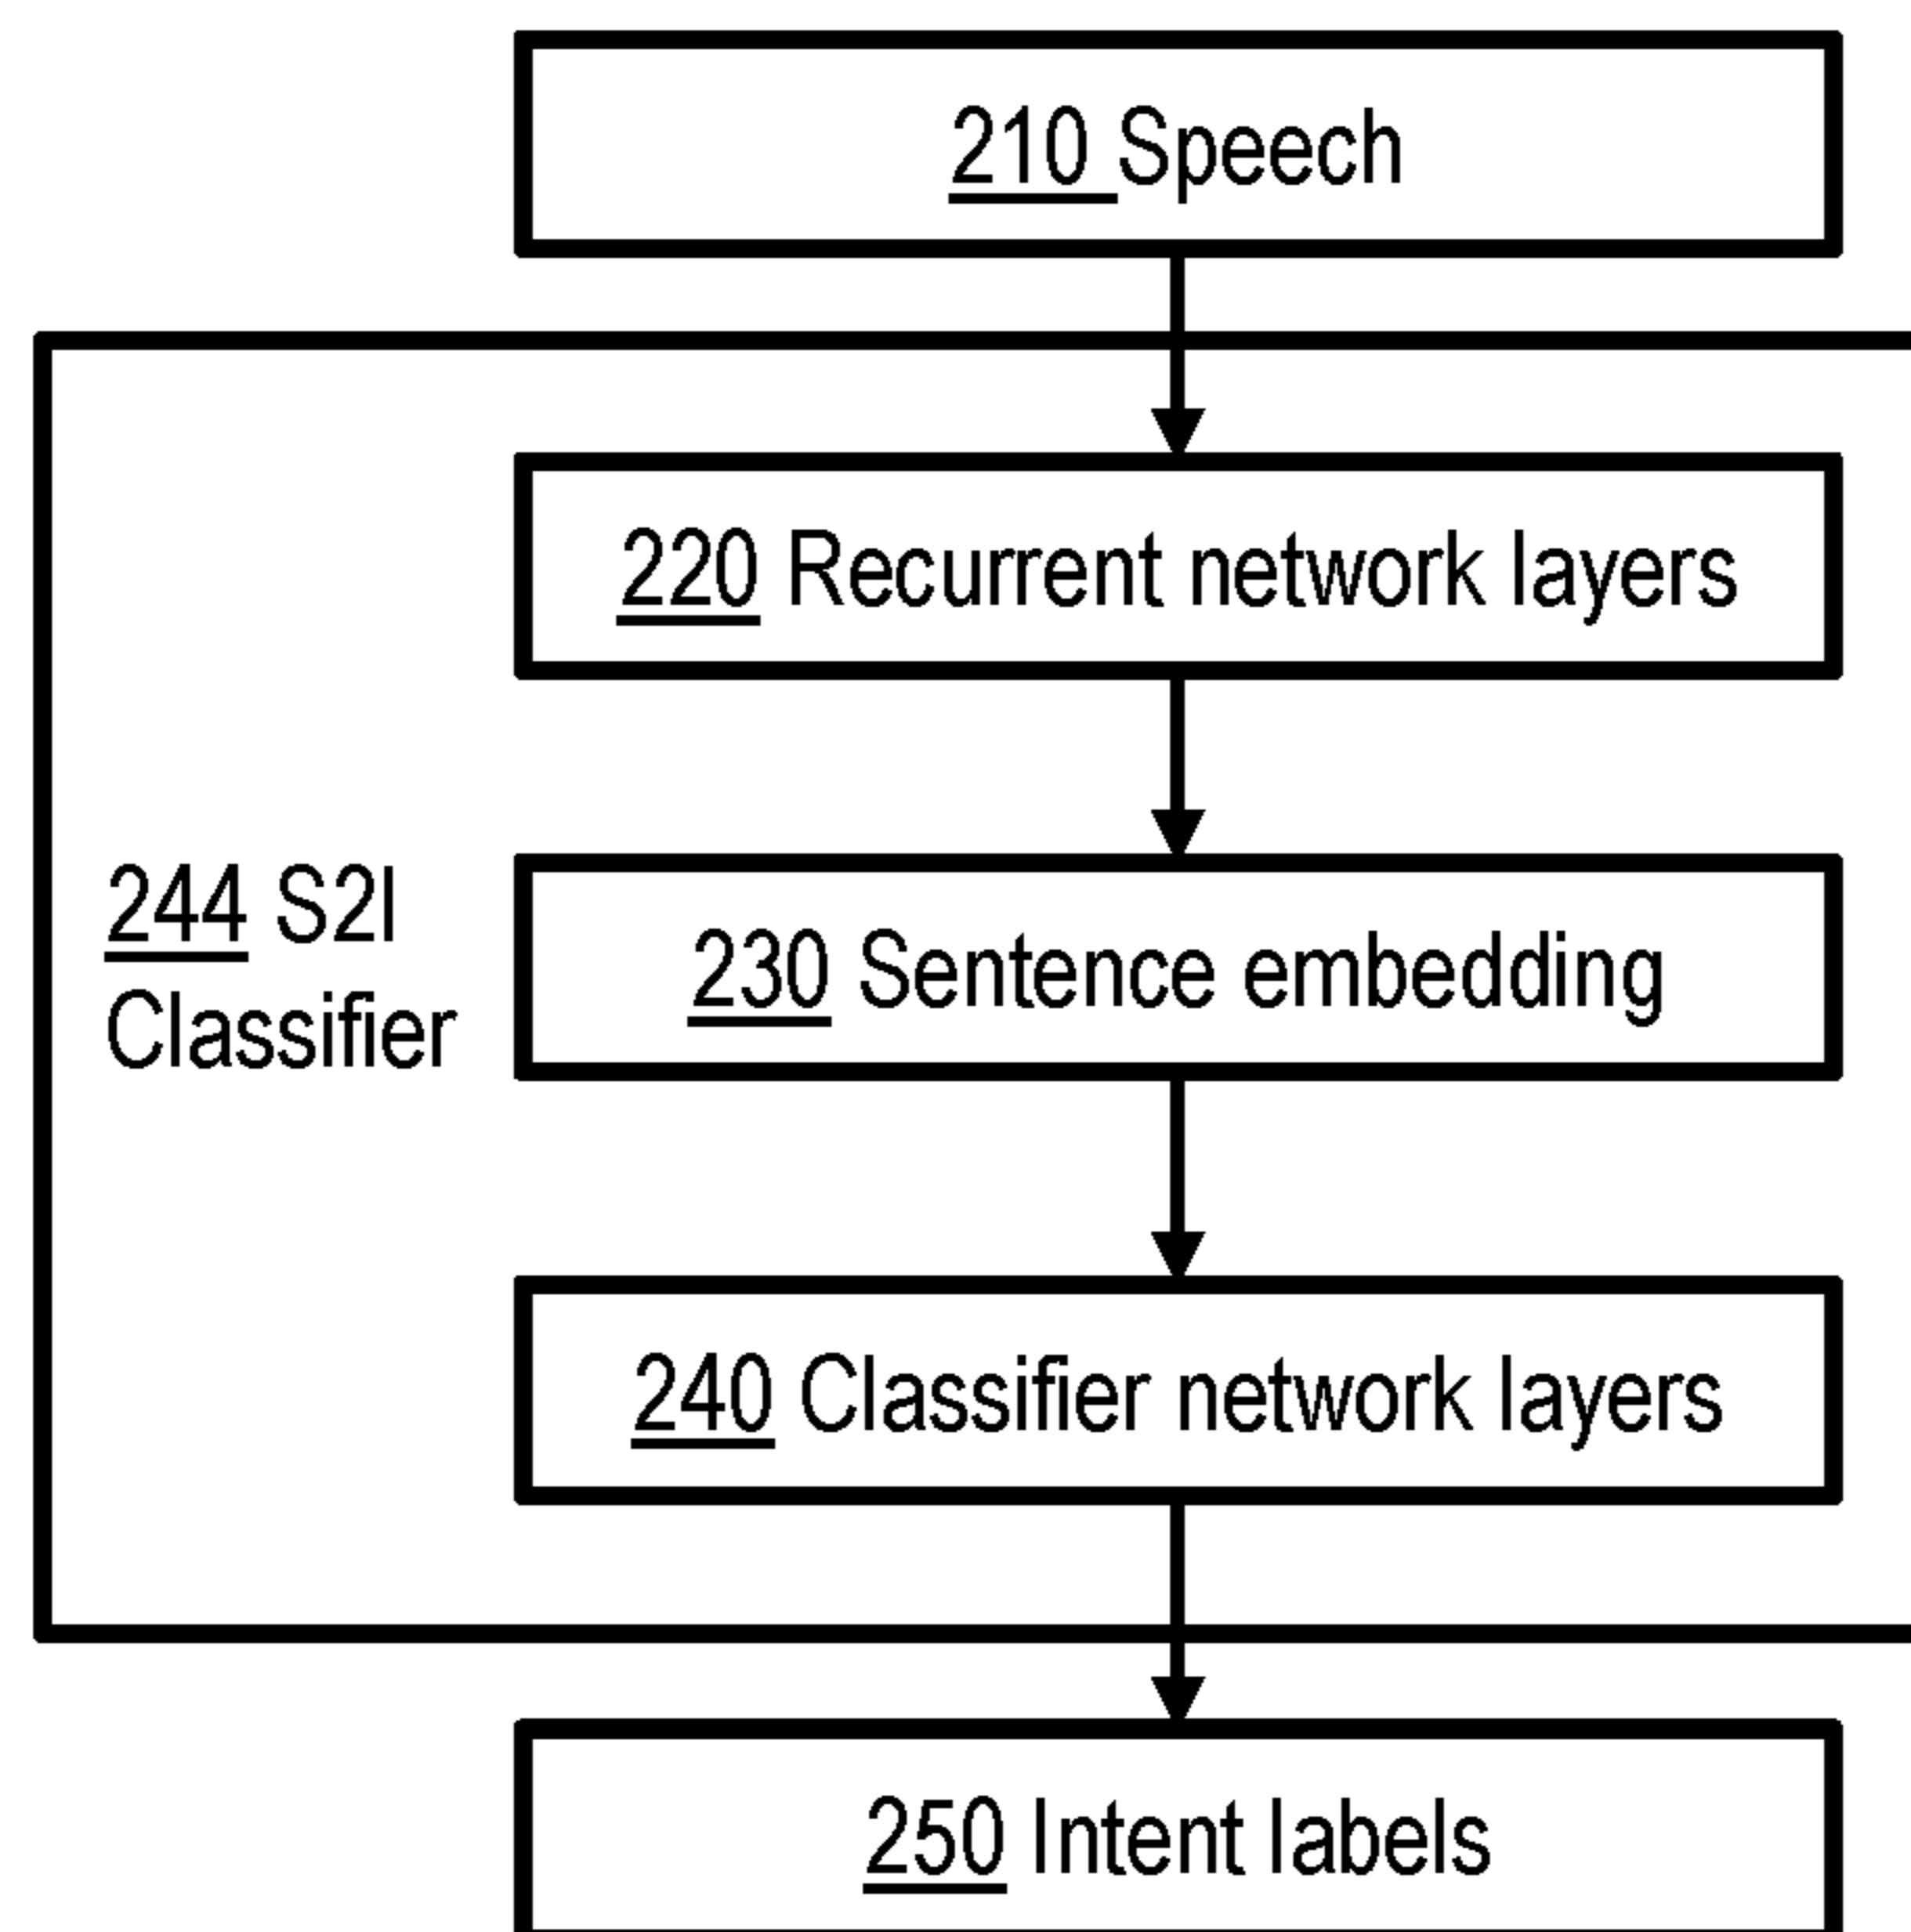 210 Speech
220 Recurrent network layers
244 S2I
Classifier
230 Sentence embedding
240 Classifier network layers
250 Intent labels